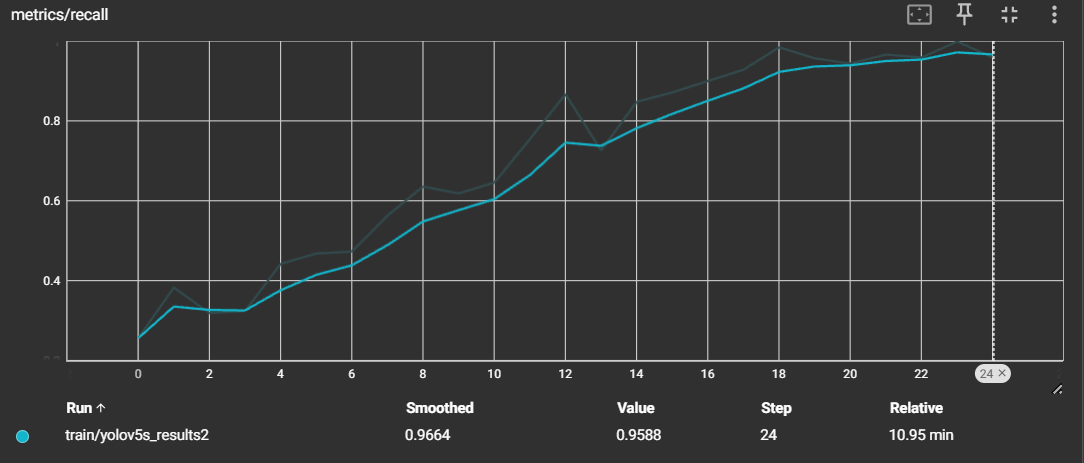 metrics/recall
0.8
0.6
0.4
0 2 4 6 8 10 12 14 16 18 20 22 24 ×
Run ↑ Smoothed Value Step Relative
train/yolov5s_results2 0.9664 0.9588 24 10.95 min